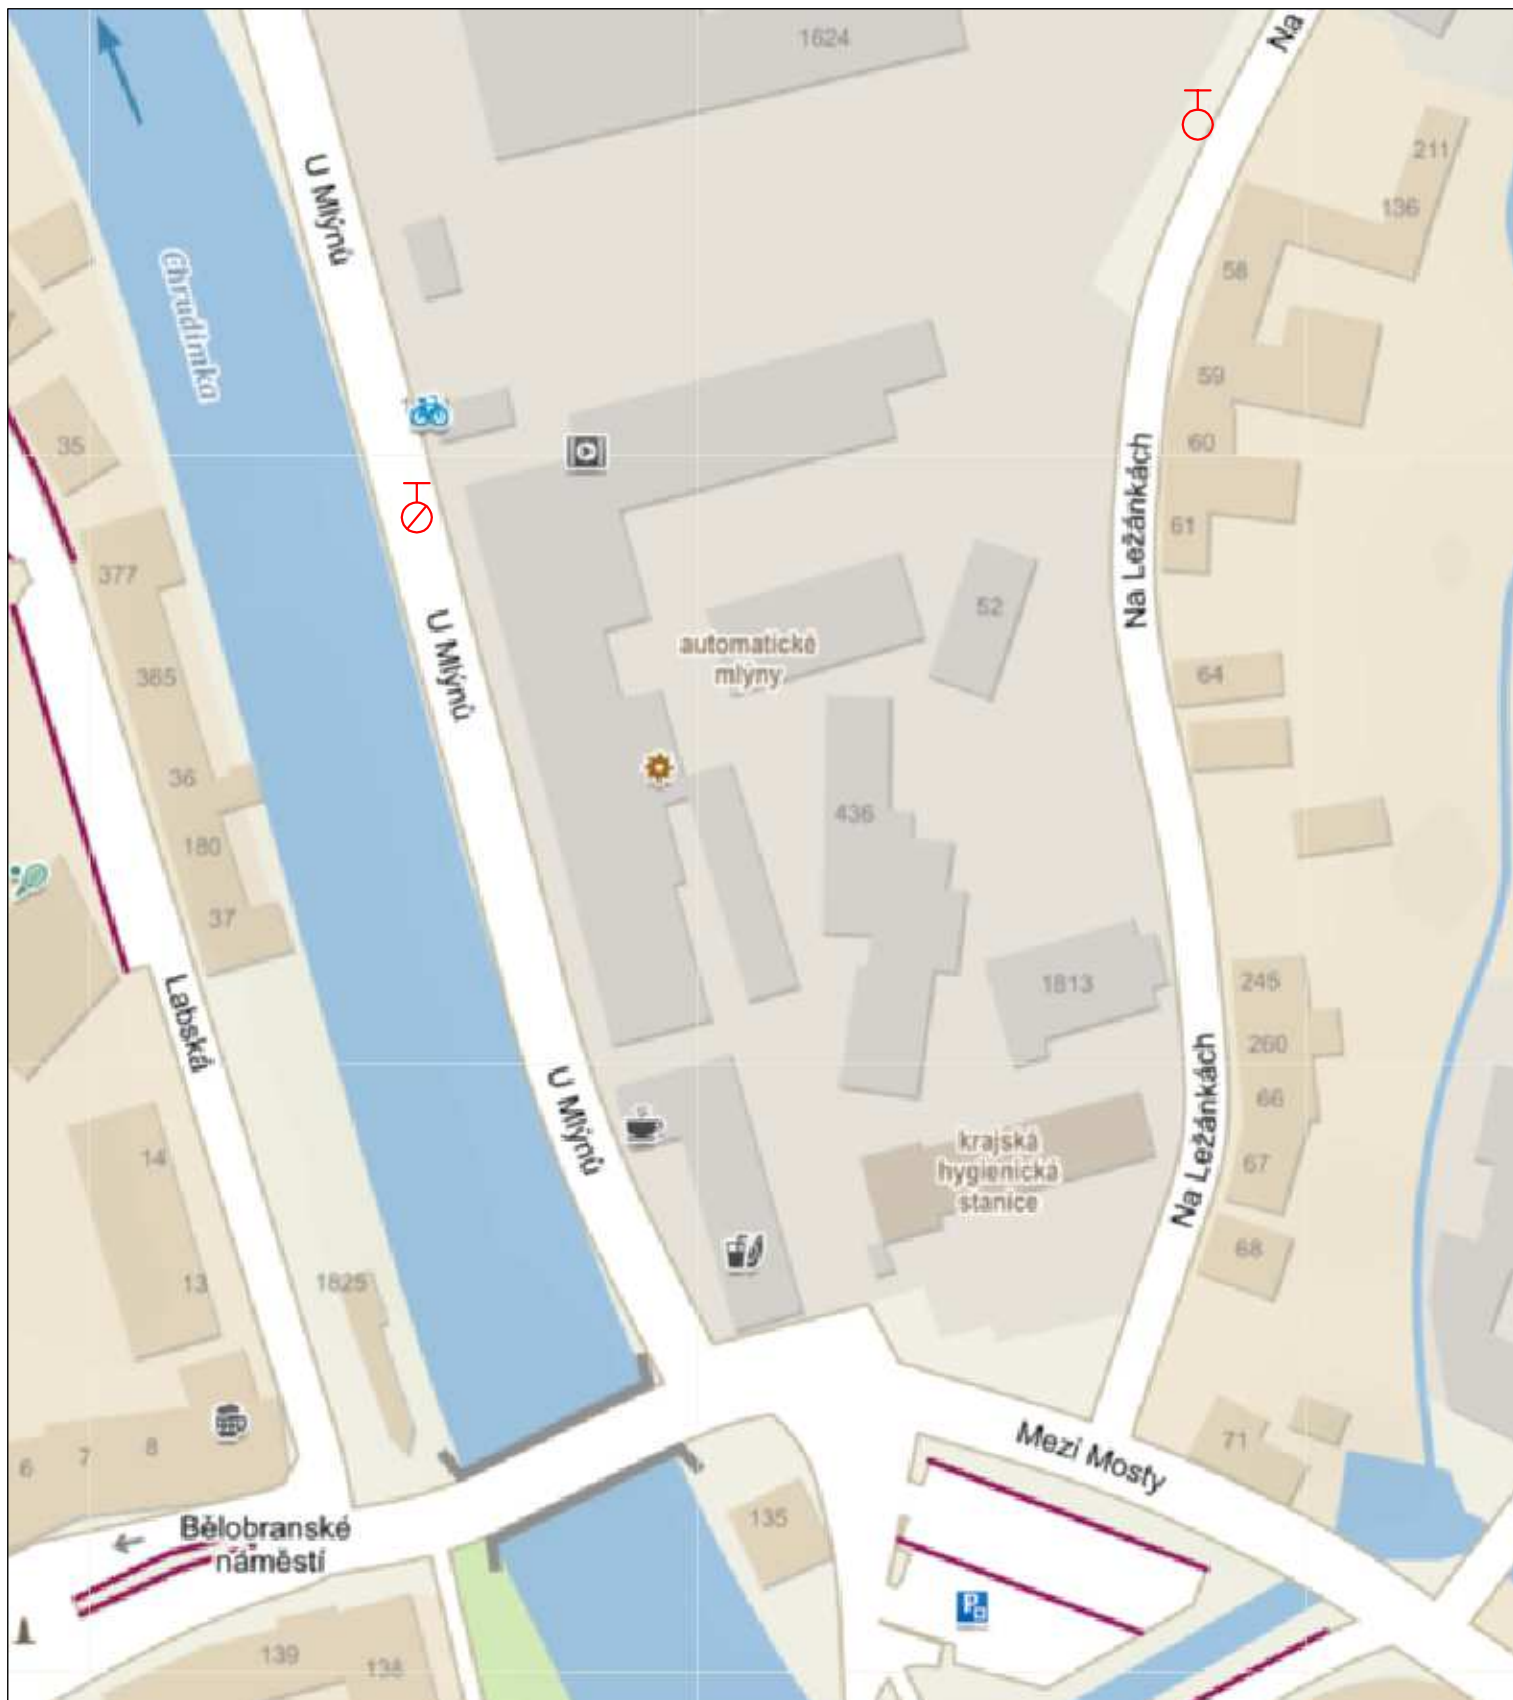 1624
Na
211
136
58
59
60
61
U Mlýnů
Chrudimka
35
377
365
36
180
37
U Mlýnů
automatické
mlýny
52
436
Na Ležánkách
64
245
260
66
67
68
1813
Na Ležánkách
krajská
hygienická
stanice
Labská
U Mlýnů
14
13
1825
6
7
8
Bělobranské
náměstí
139
138
135
Mezi Mosty
71
P